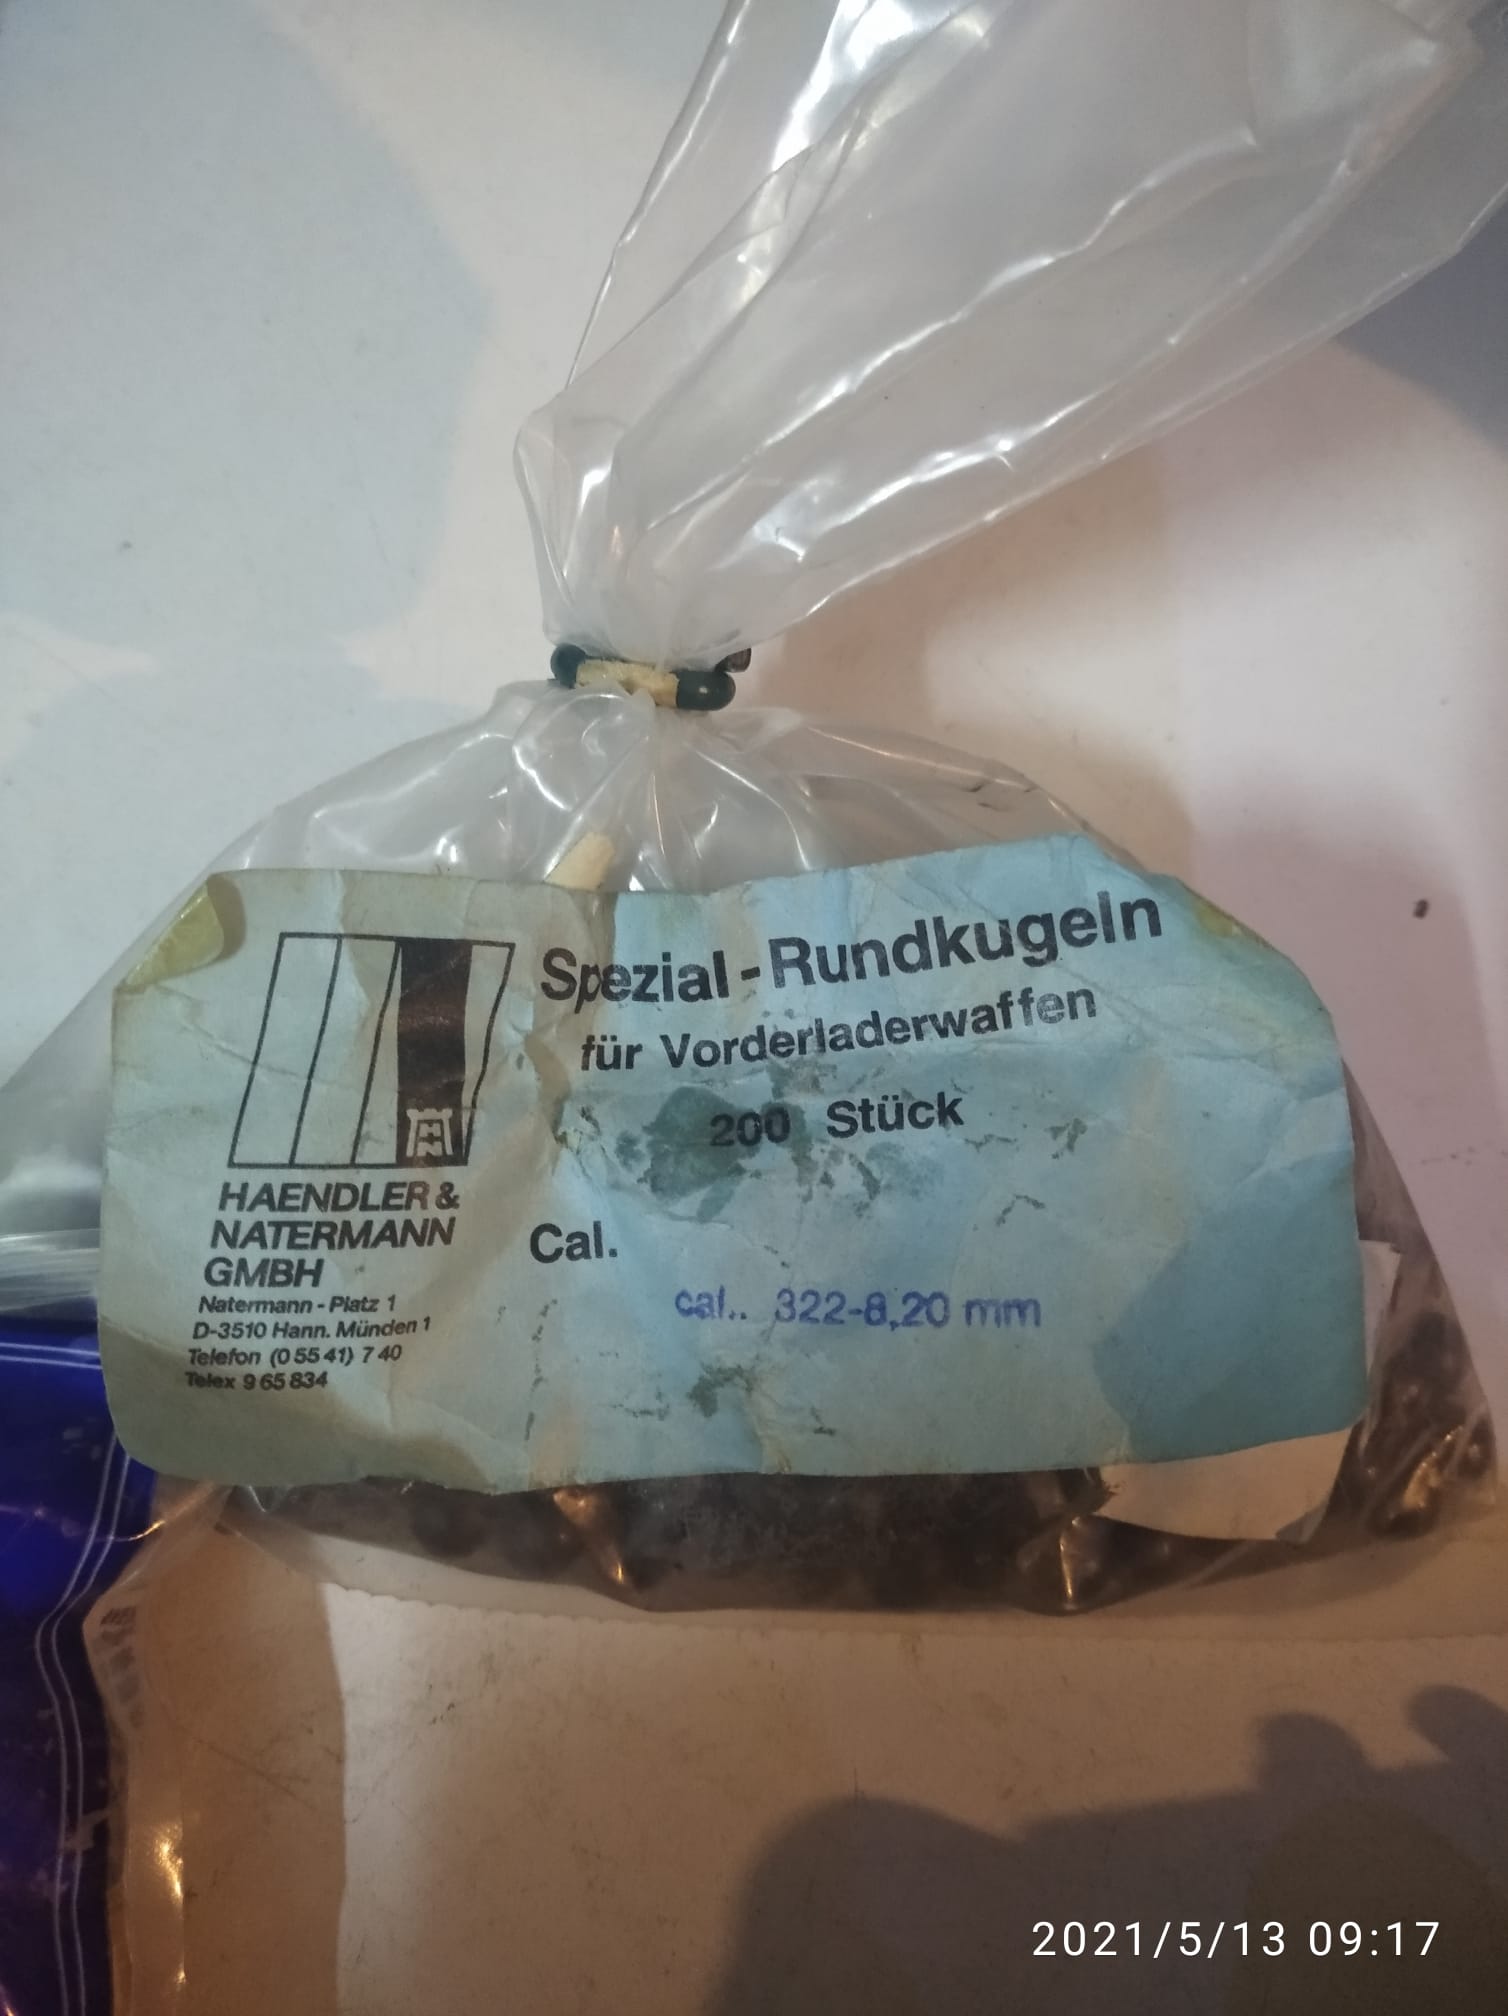 Spezial-Rundkugeln
für Vorderladerwaffen
200 Stück
HN
HAENDLER &
NATERMANN
GMBH
Natermann-Platz 1
D-3510 Hann. Münden 1
Telefon (0 55 41) 7 40
Telex 9 65 834
Cal.
cal.. 322-8,20 mm
2021/5/13 09:17